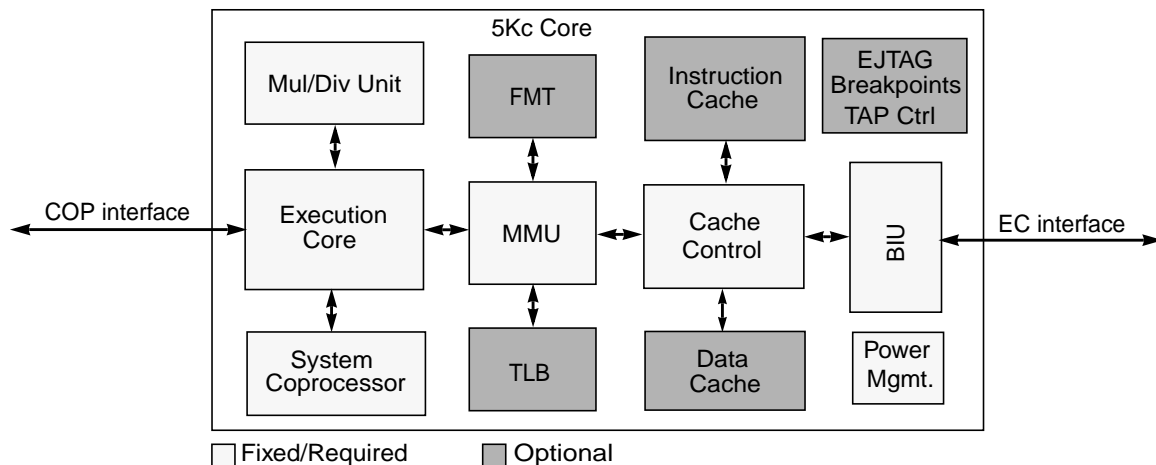 5Kc Core
Mul/Div Unit
FMT
Instruction
Cache
EJTAG
Breakpoints
TAP Ctrl
COP interface
Execution
Core
MMU
Cache
Control
BIU
EC interface
System
Coprocessor
TLB
Data
Cache
Power
Mgmt.
Fixed/Required
Optional